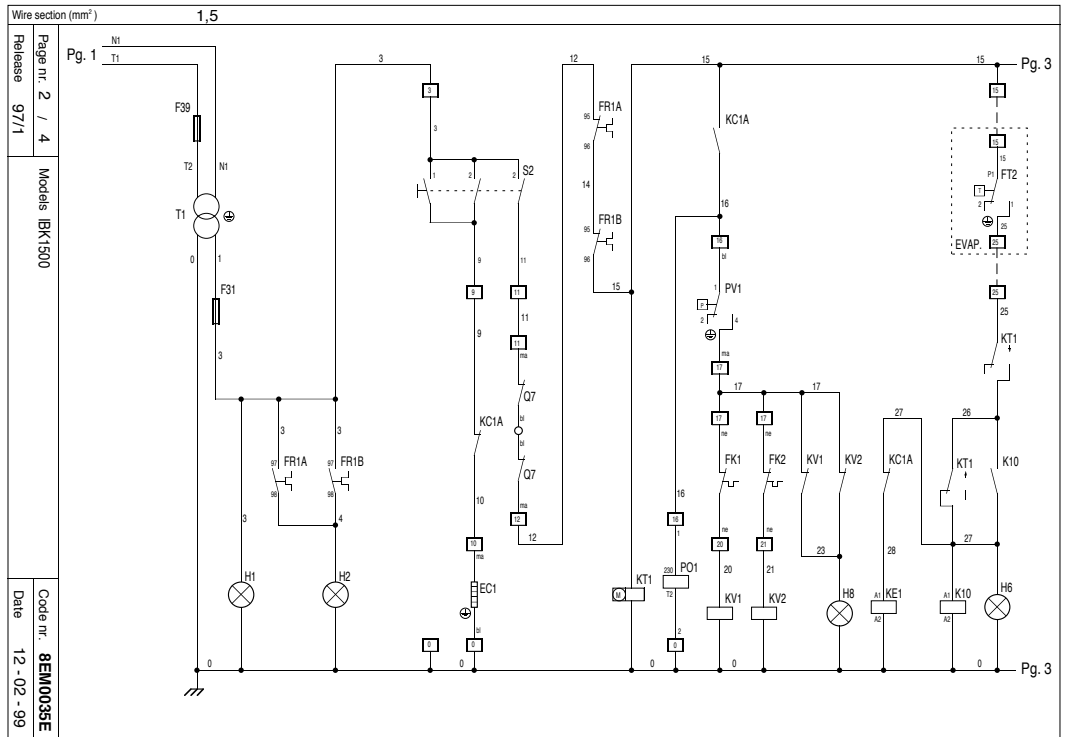 Wire section (mm²) 1,5
Page nr. 2 / 4
Release 97/1
Models IBK1500
Code nr. 8EM0035E
Date 12 - 02 - 99
Pg. 1
N1
T1
3
12
15
15
Pg. 3
F39
3
3
95
FR1A
96
KC1A
15
15
15
P1
FT2
T
2
1
25
EVAP.
25
T2
N1
1
2
2
S2
14
16
T1
95
FR1B
96
16
bl
0
1
9
11
15
25
F31
9
11
1
PV1
P
2
4
25
3
9
11
11
ma
ma
17
KT1
Q7
17
17
3
3
bl
bl
17
ne
17
ne
27
26
97
FR1A
98
97
FR1B
98
KC1A
Q7
FK1
FK2
KV1
KV2
KC1A
KT1
K10
3
4
10
ma
12
12
16
16
1
ne
20
ne
21
23
28
27
10
ma
H1
H2
EC1
M
KT1
230
PO1
T2
20
KV1
21
KV2
H8
A1
KE1
A2
A1
K10
A2
H6
bl
2
0
0
0
0
0
0
0
0
Pg. 3